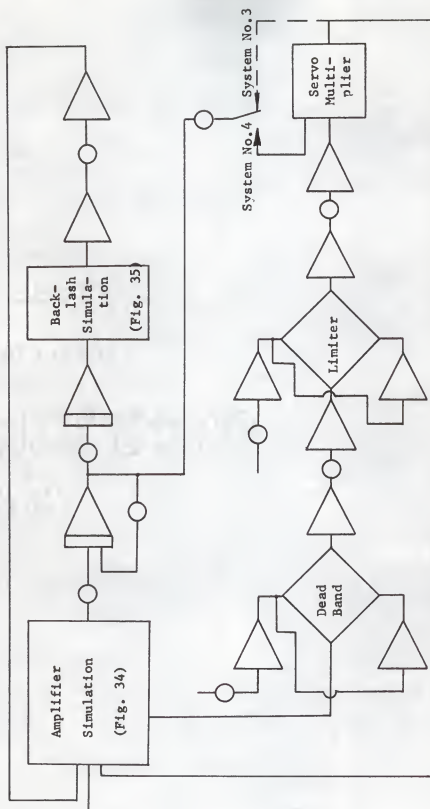 Amplifier
Simulation
(Fig. 34)
Back-
lash
Simula-
tion
(Fig. 35)
System No.4
System No.3
Servo
Multi-
plier
Limiter
Dead
Band